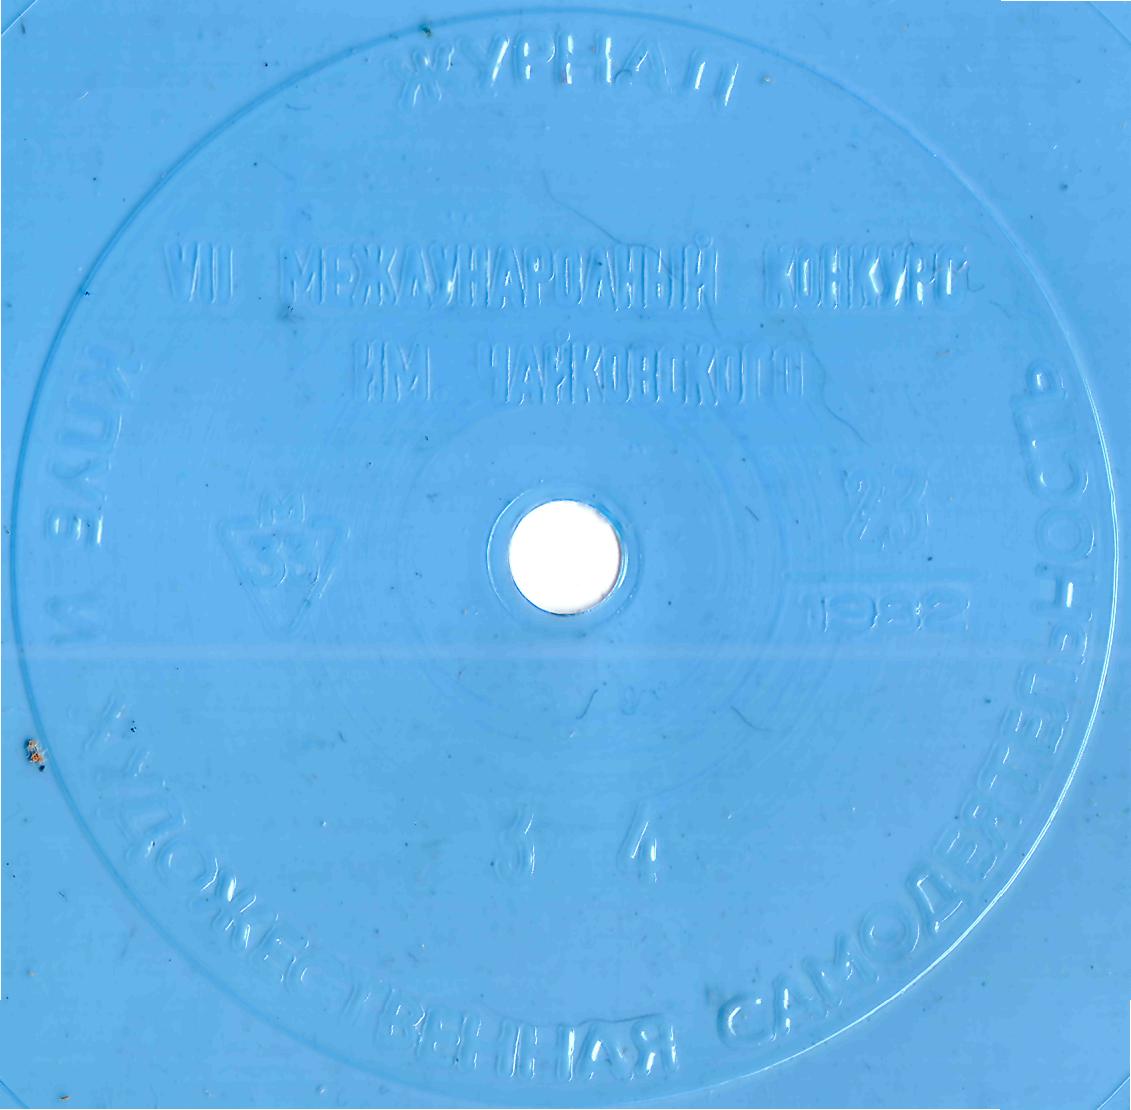 ЖУРНАЛ
VII МЕЖДУНАРОДНЫЙ КОНКУРС
ИМ. ЧАЙКОВСКОГО
М
33
23
1982
3 4
КЛУБ И ХУДОЖЕСТВЕННАЯ САМОДЕЯТЕЛЬНОСТЬ